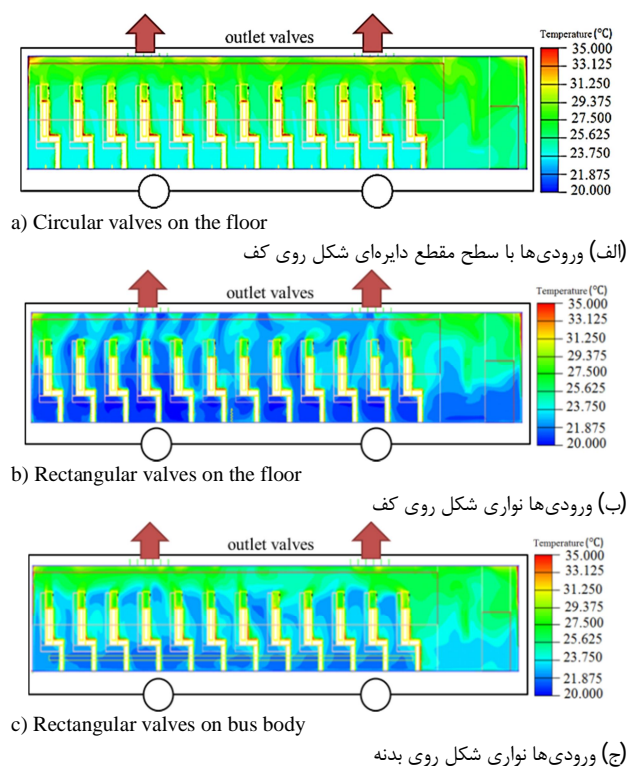 outlet valves
Temperature (°C)
35.000
33.125
31.250
29.375
27.500
25.625
23.750
21.875
20.000
a) Circular valves on the floor
الف) ورودی‌ها با سطح مقطع دایره‌ای شکل روی کف
outlet valves
Temperature (°C)
35.000
33.125
31.250
29.375
27.500
25.625
23.750
21.875
20.000
b) Rectangular valves on the floor
ب) ورودی‌ها نواری شکل روی کف
outlet valves
Temperature (°C)
35.000
33.125
31.250
29.375
27.500
25.625
23.750
21.875
20.000
c) Rectangular valves on bus body
ج) ورودی‌ها نواری شکل روی بدنه